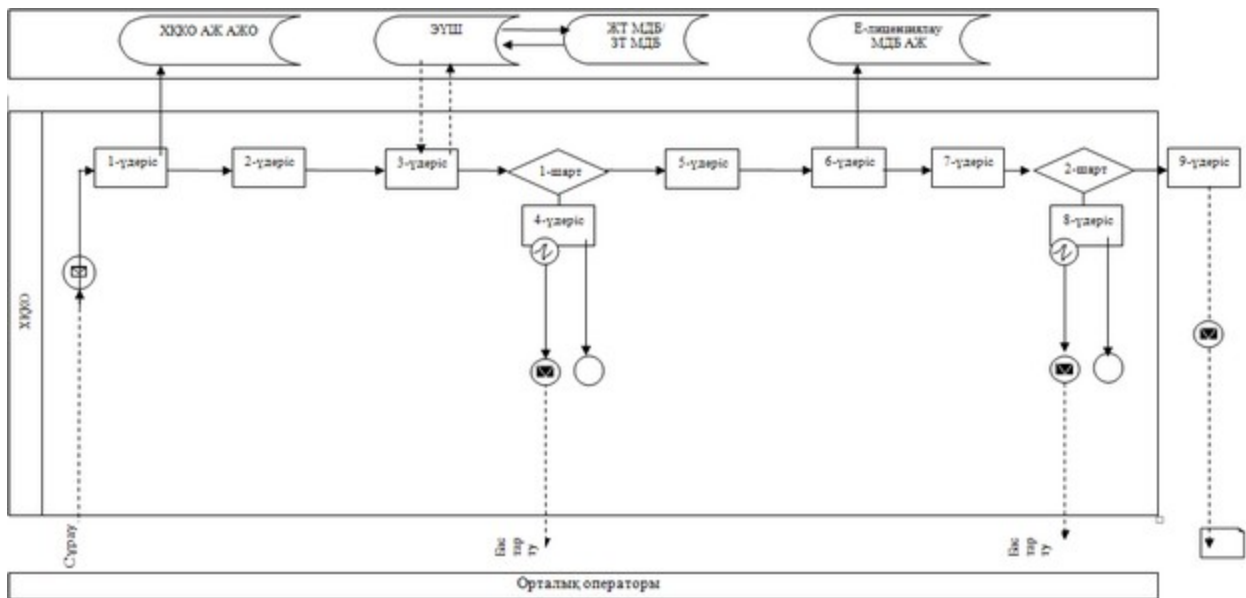 ХҚКО АЖ АЖО
ЭҮШ
ЖТ МДБ/
ЗТ МДБ
Е-лицензиялау
МДБ АЖ
1-үдеріс
2-үдеріс
3-үдеріс
1-шарт
5-үдеріс
6-үдеріс
7-үдеріс
2-шарт
9-үдеріс
4-үдеріс
8-үдеріс
ХҚКО
Сұрау
Бас
тар
ту
Бас
тар
ту
Орталық операторы